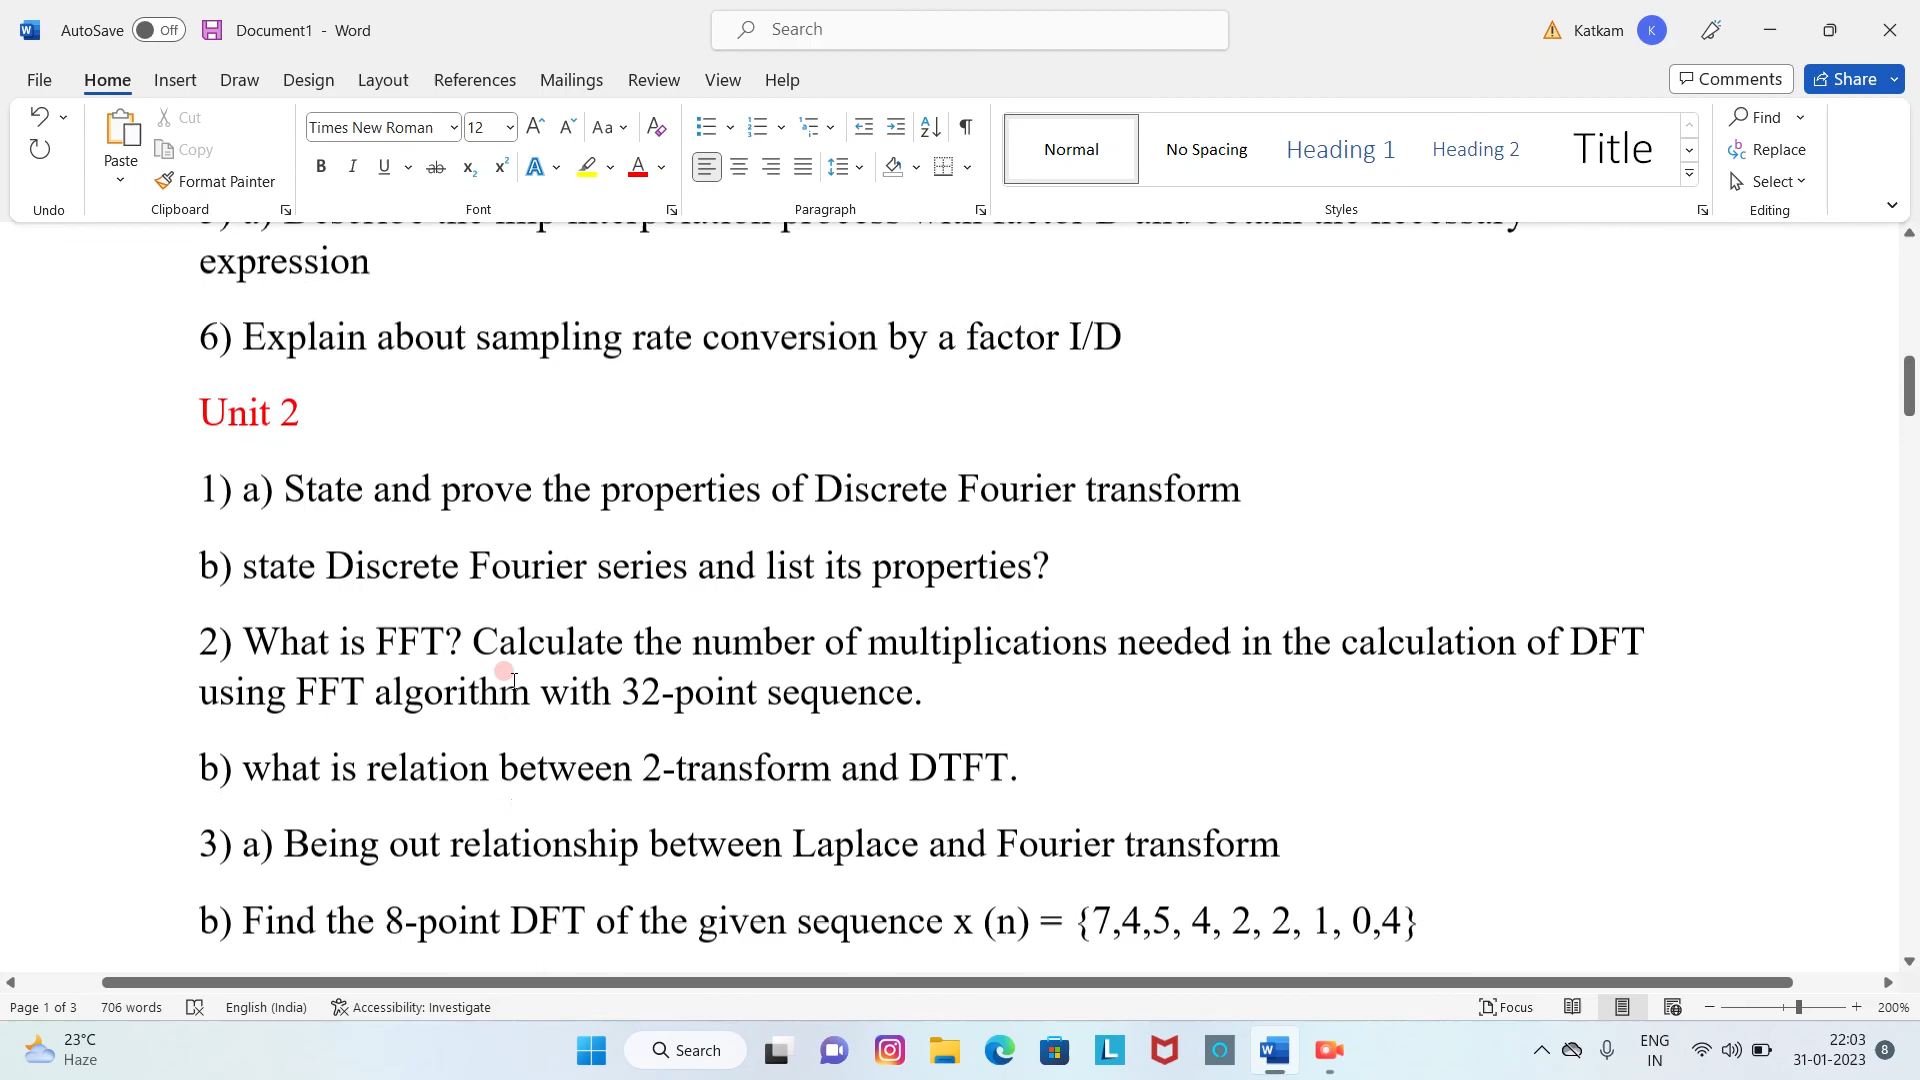 AutoSave Off Document1 - Word Search Katkam K
File Home Insert Draw Design Layout References Mailings Review View Help Comments Share
Paste Cut Copy Format Painter
Times New Roman 12 Aa
Normal No Spacing Heading 1 Heading 2 Title
Find Replace Select
Undo Clipboard Font Paragraph Styles Editing
expression
6) Explain about sampling rate conversion by a factor I/D
Unit 2
1) a) State and prove the properties of Discrete Fourier transform
b) state Discrete Fourier series and list its properties?
2) What is FFT? Calculate the number of multiplications needed in the calculation of DFT
using FFT algorithm with 32-point sequence.
b) what is relation between 2-transform and DTFT.
3) a) Being out relationship between Laplace and Fourier transform
b) Find the 8-point DFT of the given sequence x (n) = {7,4,5, 4, 2, 2, 1, 0,4}
Page 1 of 3 706 words English (India) Accessibility: Investigate Focus 200%
23°C
Haze
Search
ENG
IN
22:03
31-01-2023
8